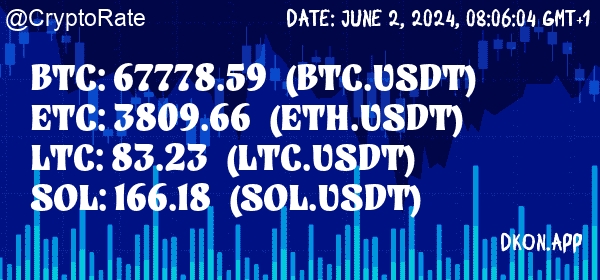 @CryptoRate
DATE: JUNE 2, 2024, 08:06:04 GMT+1
BTC: 67778.59 (BTC.USDT)
ETC: 3809.66 (ETH.USDT)
LTC: 83.23 (LTC.USDT)
SOL: 166.18 (SOL.USDT)
DKON.APP